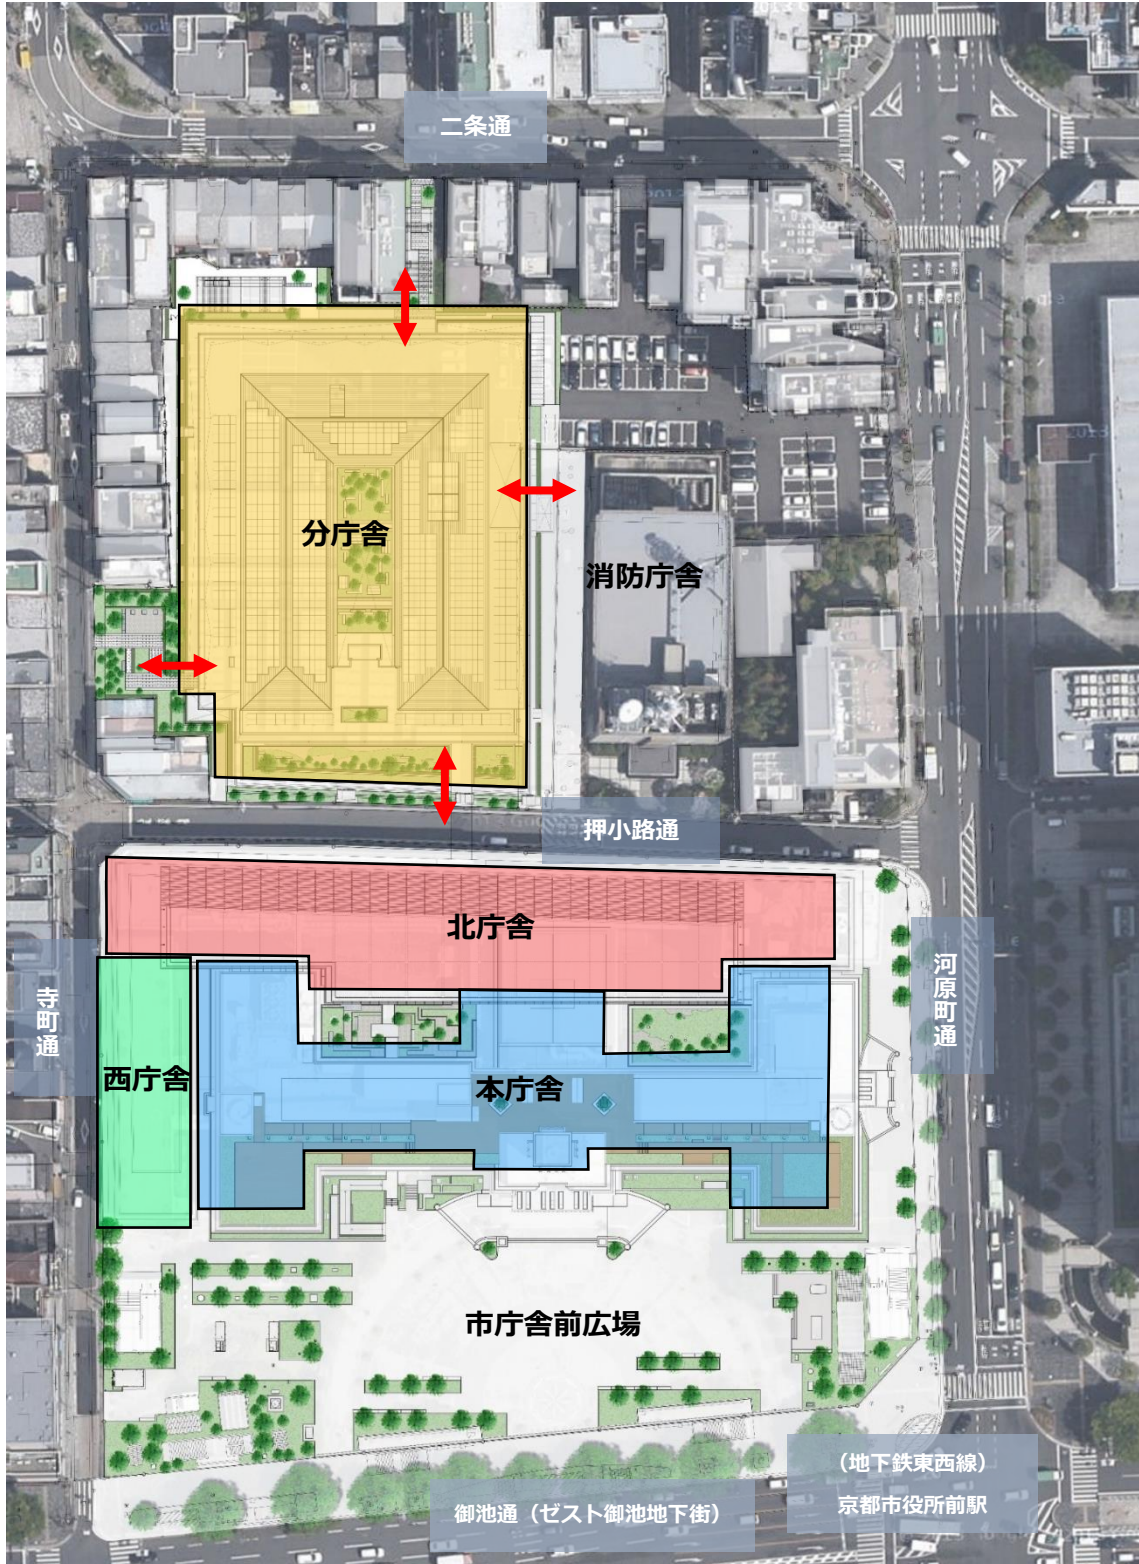 二条通
分庁舎
消防庁舎
押小路通
北庁舎
寺町通
河原町通
西庁舎
本庁舎
市庁舎前広場
（地下鉄東西線）
京都市役所前駅
御池通（ゼスト御池地下街）